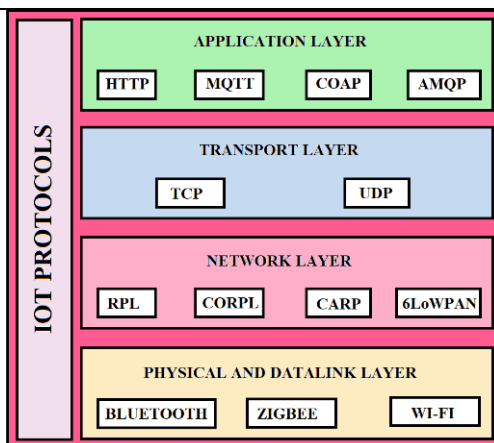 IOT PROTOCOLS
APPLICATION LAYER
HTTP MQTT COAP AMQP
TRANSPORT LAYER
TCP UDP
NETWORK LAYER
RPL CORPL CARP 6LoWPAN
PHYSICAL AND DATALINK LAYER
BLUETOOTH ZIGBEE WI-FI